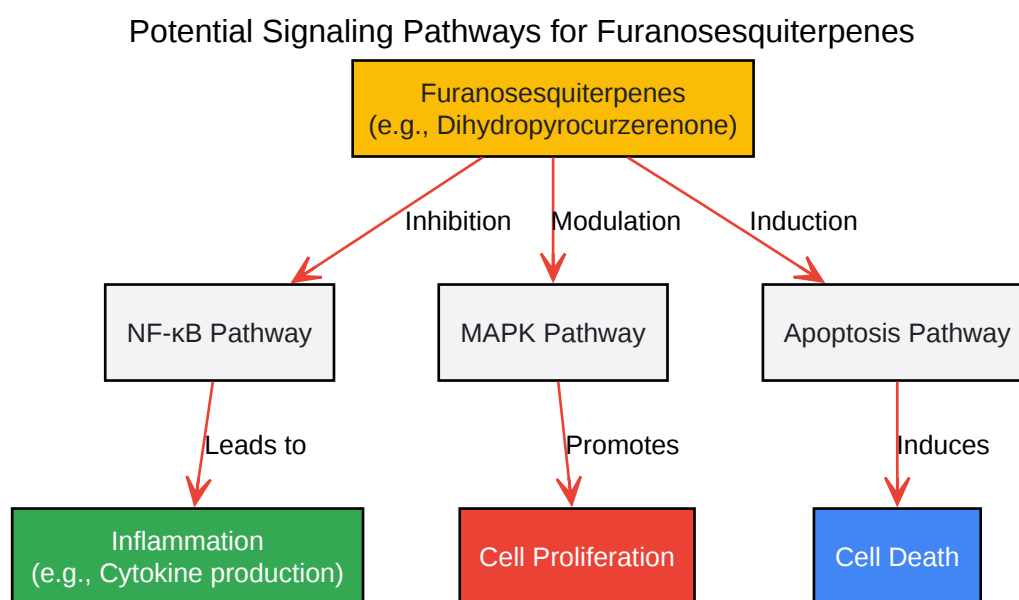 Potential Signaling Pathways for Furanosesquiterpenes
Furanosesquiterpenes
(e.g., Dihydropyrocurzerenone)
Inhibition
Modulation
Induction
NF-κB Pathway
MAPK Pathway
Apoptosis Pathway
Leads to
Promotes
Induces
Inflammation
(e.g., Cytokine production)
Cell Proliferation
Cell Death